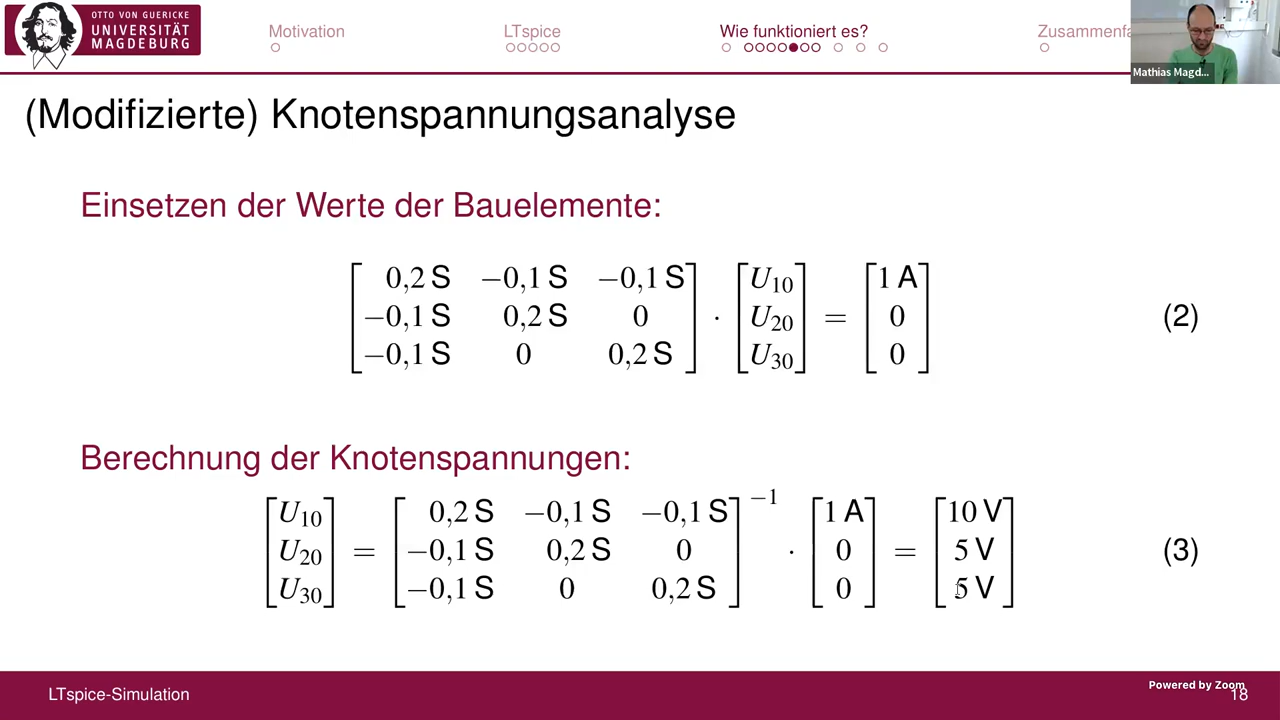 OTTO VON GUERICKE
UNIVERSITÄT
MAGDEBURG
Motivation
LTspice
Wie funktioniert es?
Zusammenfa
Mathias Magd...
(Modifizierte) Knotenspannungsanalyse
Einsetzen der Werte der Bauelemente:
0,2 S −0,1 S −0,1 S U10 1 A
−0,1 S 0,2 S 0 · U20 = 0 (2)
−0,1 S 0 0,2 S U30 0
Berechnung der Knotenspannungen:
U10 0,2 S −0,1 S −0,1 S −1 1 A 10 V
U20 = −0,1 S 0,2 S 0 · 0 = 5 V (3)
U30 −0,1 S 0 0,2 S 0 5 V
LTspice-Simulation
Powered by Zoom
18